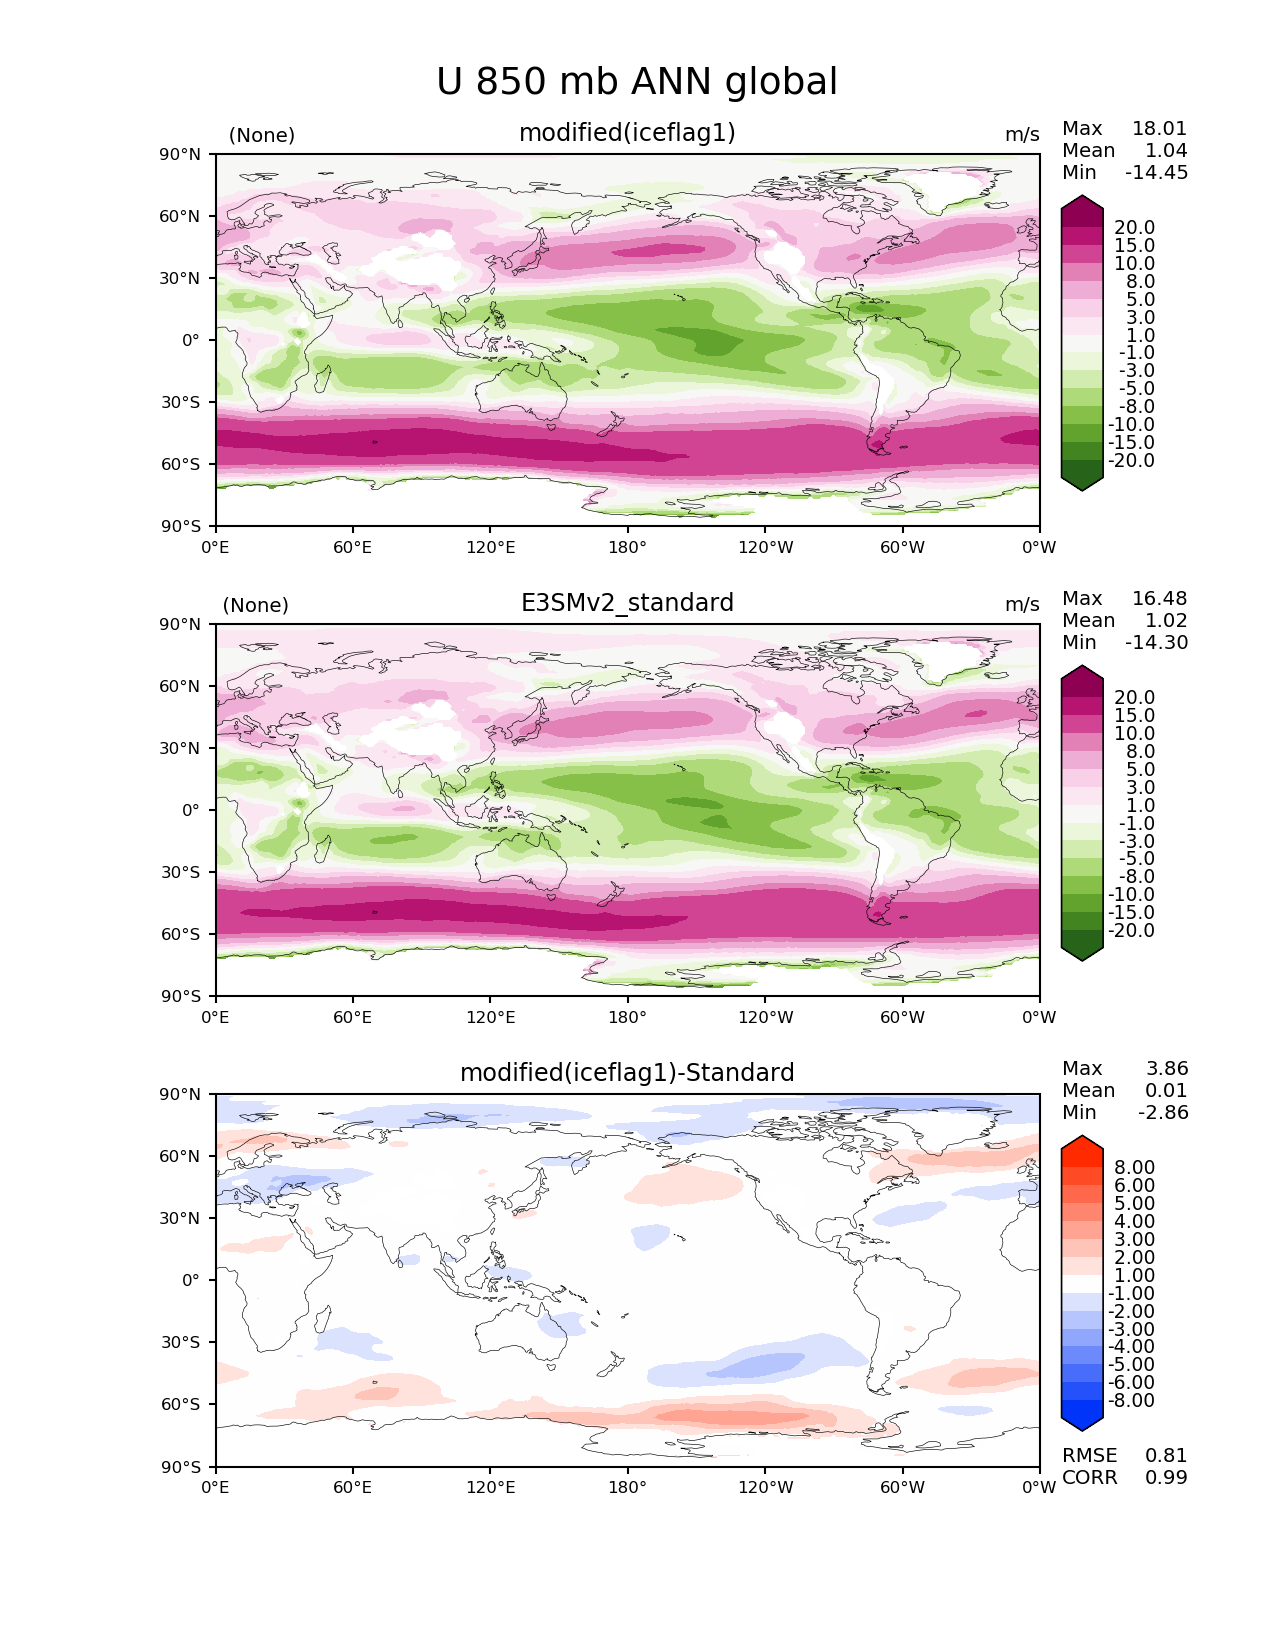 U 850 mb ANN global
(None) modified(iceflag1) m/s
Max 18.01
Mean 1.04
Min -14.45
90°N
60°N
30°N
0°
30°S
60°S
90°S
0°E 60°E 120°E 180° 120°W 60°W 0°W
20.0
15.0
10.0
8.0
5.0
3.0
1.0
-1.0
-3.0
-5.0
-8.0
-10.0
-15.0
-20.0
(None) E3SMv2_standard m/s
Max 16.48
Mean 1.02
Min -14.30
90°N
60°N
30°N
0°
30°S
60°S
90°S
0°E 60°E 120°E 180° 120°W 60°W 0°W
20.0
15.0
10.0
8.0
5.0
3.0
1.0
-1.0
-3.0
-5.0
-8.0
-10.0
-15.0
-20.0
modified(iceflag1)-Standard
Max 3.86
Mean 0.01
Min -2.86
90°N
60°N
30°N
0°
30°S
60°S
90°S
0°E 60°E 120°E 180° 120°W 60°W 0°W
8.00
6.00
5.00
4.00
3.00
2.00
1.00
-1.00
-2.00
-3.00
-4.00
-5.00
-6.00
-8.00
RMSE 0.81
CORR 0.99